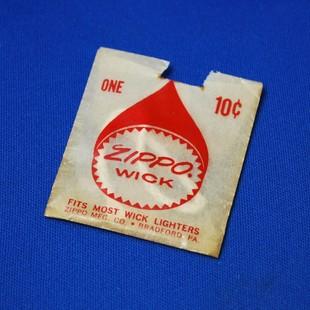 ONE
10¢
ZIPPO
WICK
FITS MOST WICK LIGHTERS
ZIPPO MFG. CO. • BRADFORD, PA.